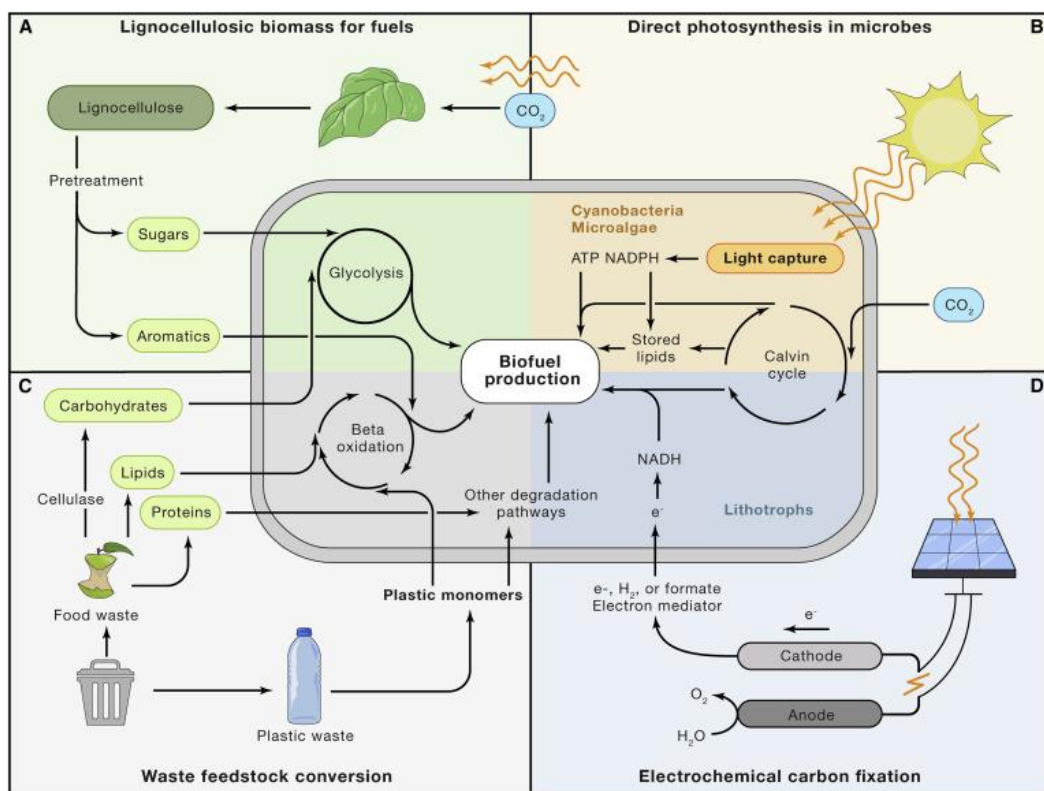 A
Lignocellulosic biomass for fuels
Direct photosynthesis in microbes
B
Lignocellulose
CO₂
Pretreatment
Sugars
Glycolysis
Aromatics
Cyanobacteria
Microalgae
ATP NADPH
Light capture
CO₂
Stored
lipids
Calvin
cycle
Biofuel
production
C
Carbohydrates
Beta
oxidation
Lipids
Cellulase
Proteins
Other degradation
pathways
Food waste
Plastic monomers
Plastic waste
Waste feedstock conversion
D
NADH
e⁻
Lithotrophs
e-, H₂, or formate
Electron mediator
e⁻
Cathode
O₂
Anode
H₂O
Electrochemical carbon fixation